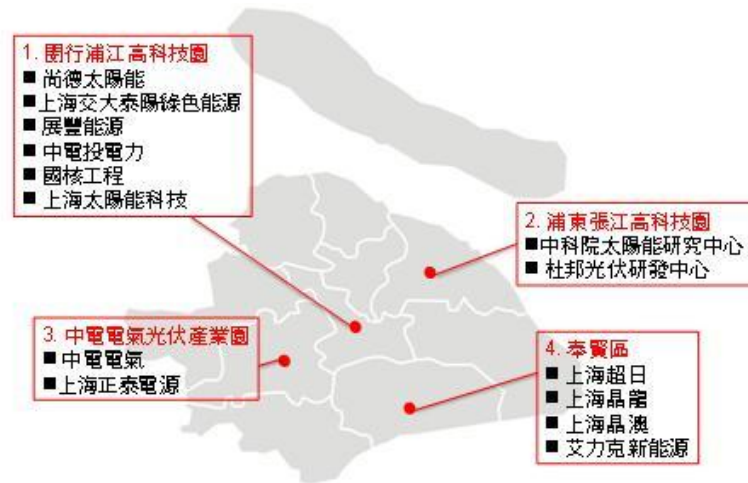 1. 閔行浦江高科技園
■ 尚德太陽能
■ 上海交大泰陽綠色能源
■ 展豐能源
■ 中電投電力
■ 國核工程
■ 上海太陽能科技
2. 浦東張江高科技園
■ 中科院太陽能研究中心
■ 杜邦光伏研發中心
3. 中電電氣光伏產業園
■ 中電電氣
■ 上海正泰電源
4. 奉賢區
■ 上海超日
■ 上海晶龍
■ 上海晶澳
■ 艾力克新能源